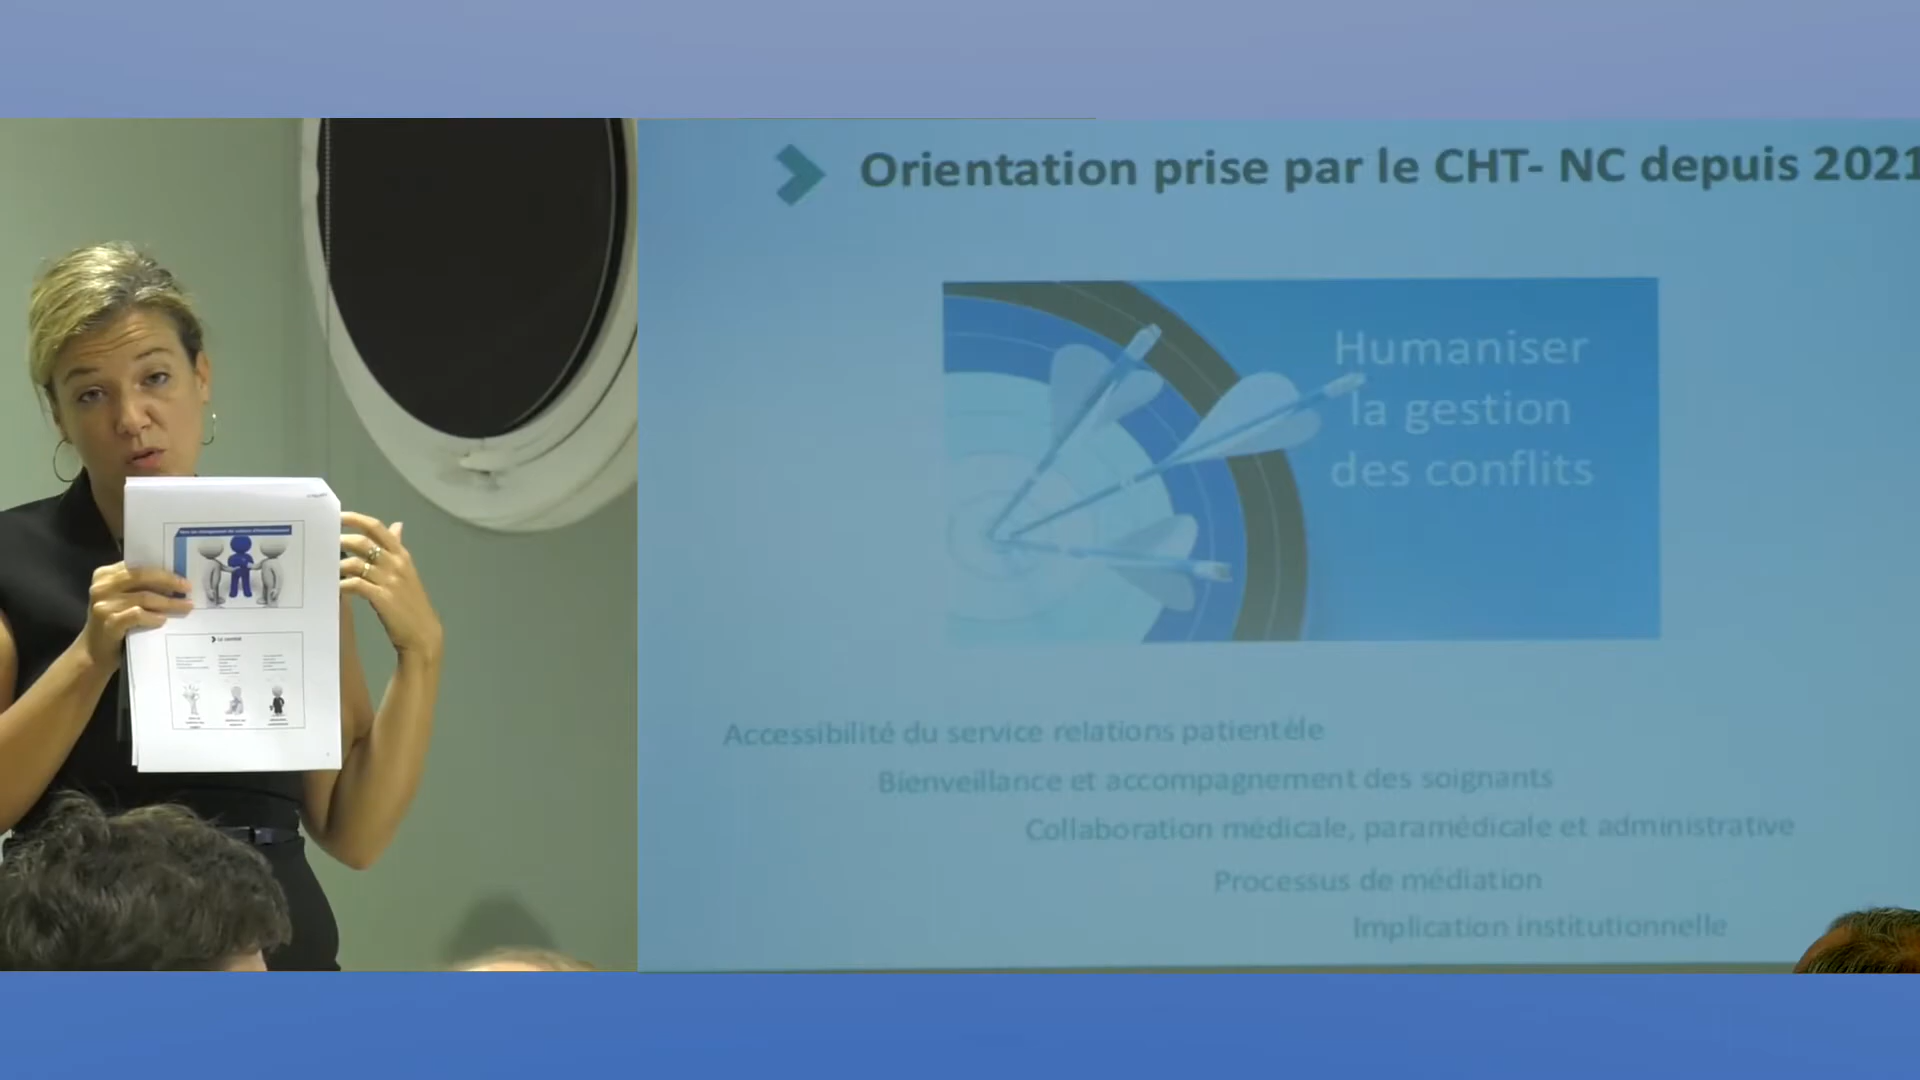 Orientation prise par le CHT- NC depuis 2021
Humaniser
la gestion
des conflits
Accessibilité du service relations patientèle
Bienveillance et accompagnement des soignants
Collaboration médicale, paramédicale et administrative
Processus de médiation
Implication institutionnelle